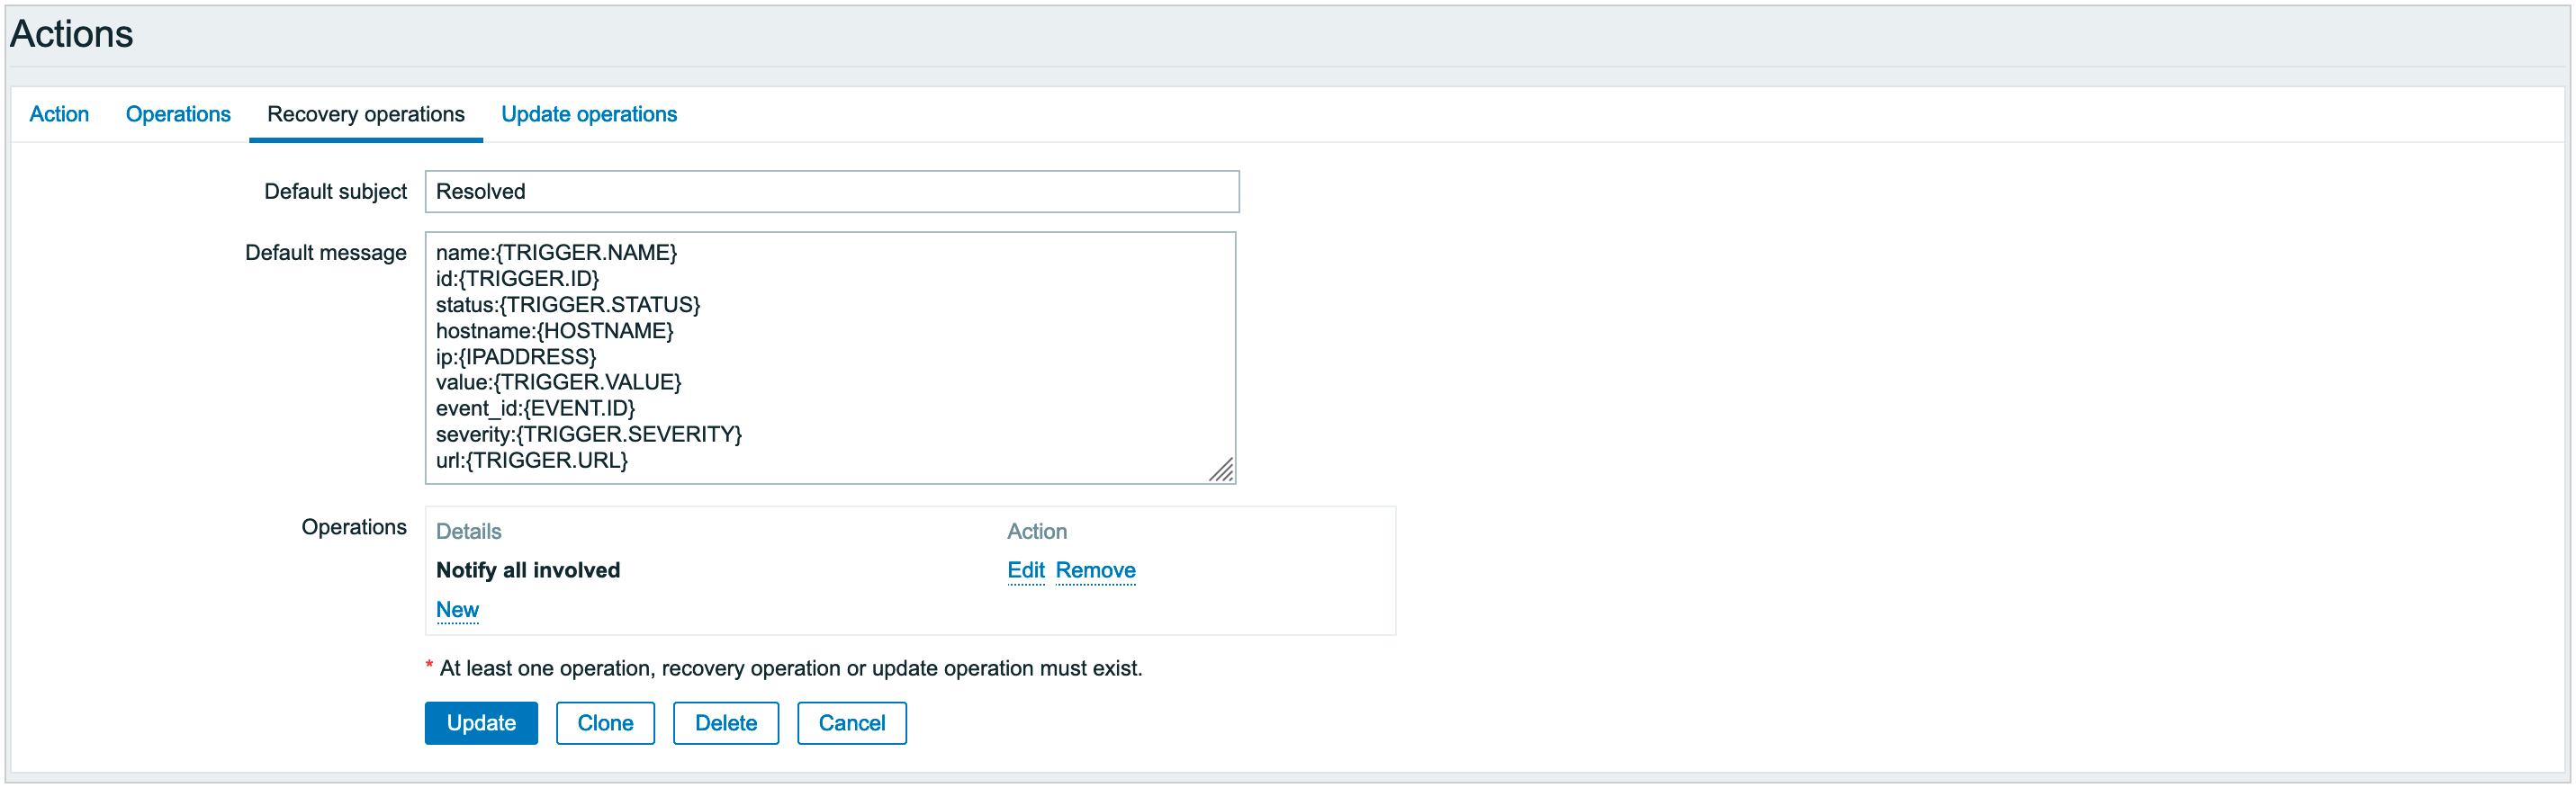 Actions
Action Operations Recovery operations Update operations
Default subject Resolved
Default message name:{TRIGGER.NAME}
id:{TRIGGER.ID}
status:{TRIGGER.STATUS}
hostname:{HOSTNAME}
ip:{IPADDRESS}
value:{TRIGGER.VALUE}
event_id:{EVENT.ID}
severity:{TRIGGER.SEVERITY}
url:{TRIGGER.URL}
Operations Details Action
Notify all involved Edit Remove
New
* At least one operation, recovery operation or update operation must exist.
Update Clone Delete Cancel